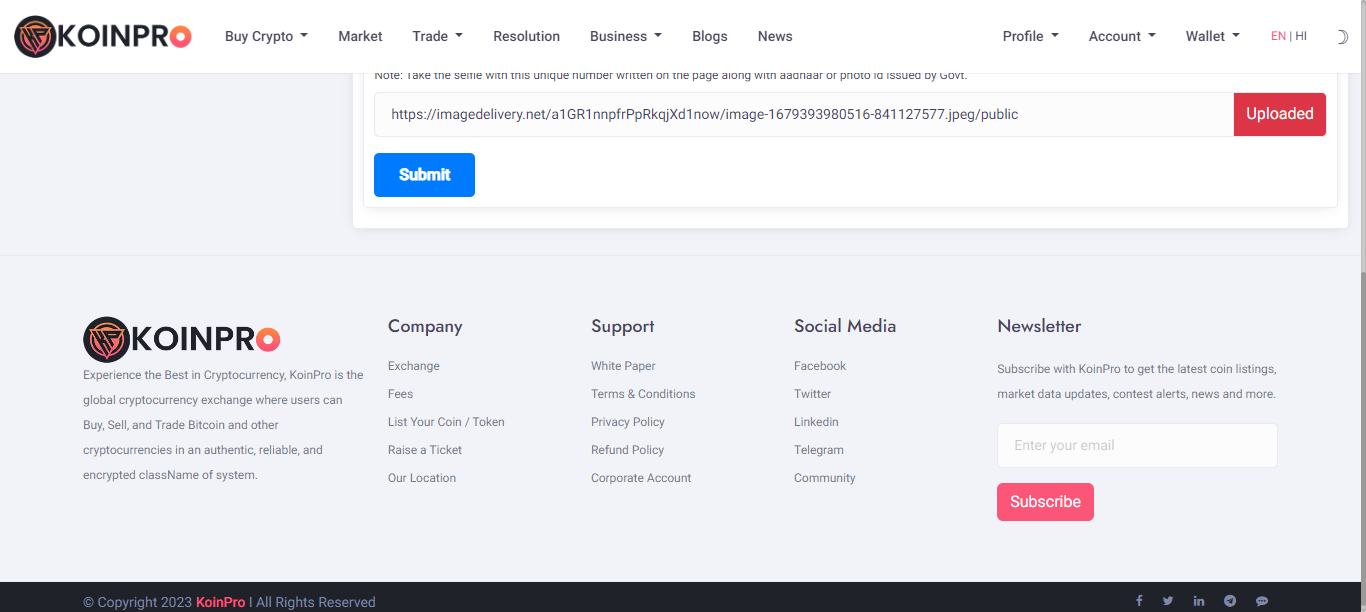 KOINPRO Buy Crypto Market Trade Resolution Business Blogs News Profile Account Wallet EN | HI
Note: Take the selfie with this unique number written on the page along with aadhaar or photo id issued by Govt.
https://imagedelivery.net/a1GR1nnpfrPpRkqjXd1now/image-1679393980516-841127577.jpeg/public Uploaded
Submit
KOINPRO
Experience the Best in Cryptocurrency, KoinPro is the
global cryptocurrency exchange where users can
Buy, Sell, and Trade Bitcoin and other
cryptocurrencies in an authentic, reliable, and
encrypted className of system.
Company
Exchange
Fees
List Your Coin / Token
Raise a Ticket
Our Location
Support
White Paper
Terms & Conditions
Privacy Policy
Refund Policy
Corporate Account
Social Media
Facebook
Twitter
Linkedin
Telegram
Community
Newsletter
Subscribe with KoinPro to get the latest coin listings,
market data updates, contest alerts, news and more.
Enter your email
Subscribe
© Copyright 2023 KoinPro | All Rights Reserved